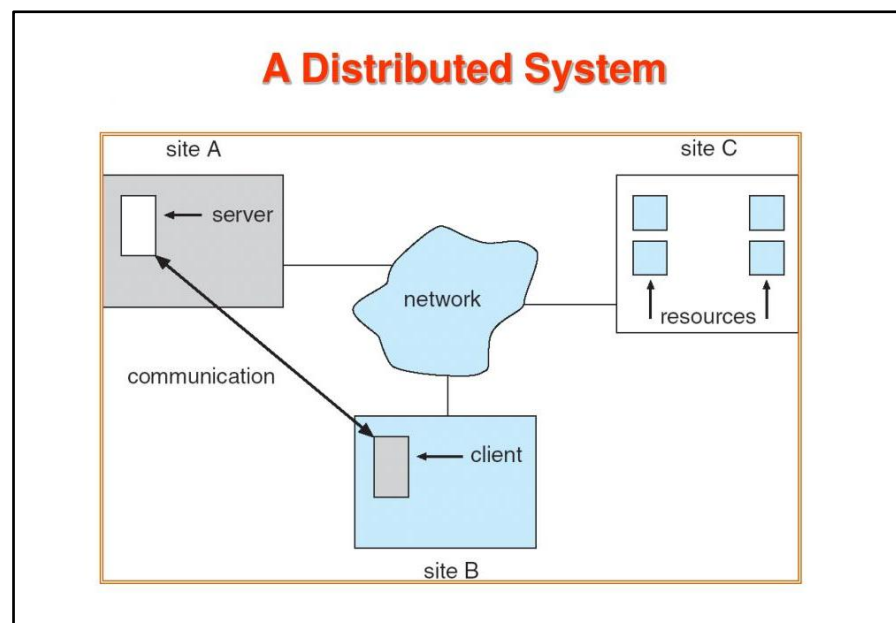 A Distributed System
site A
site C
server
network
resources
communication
client
site B